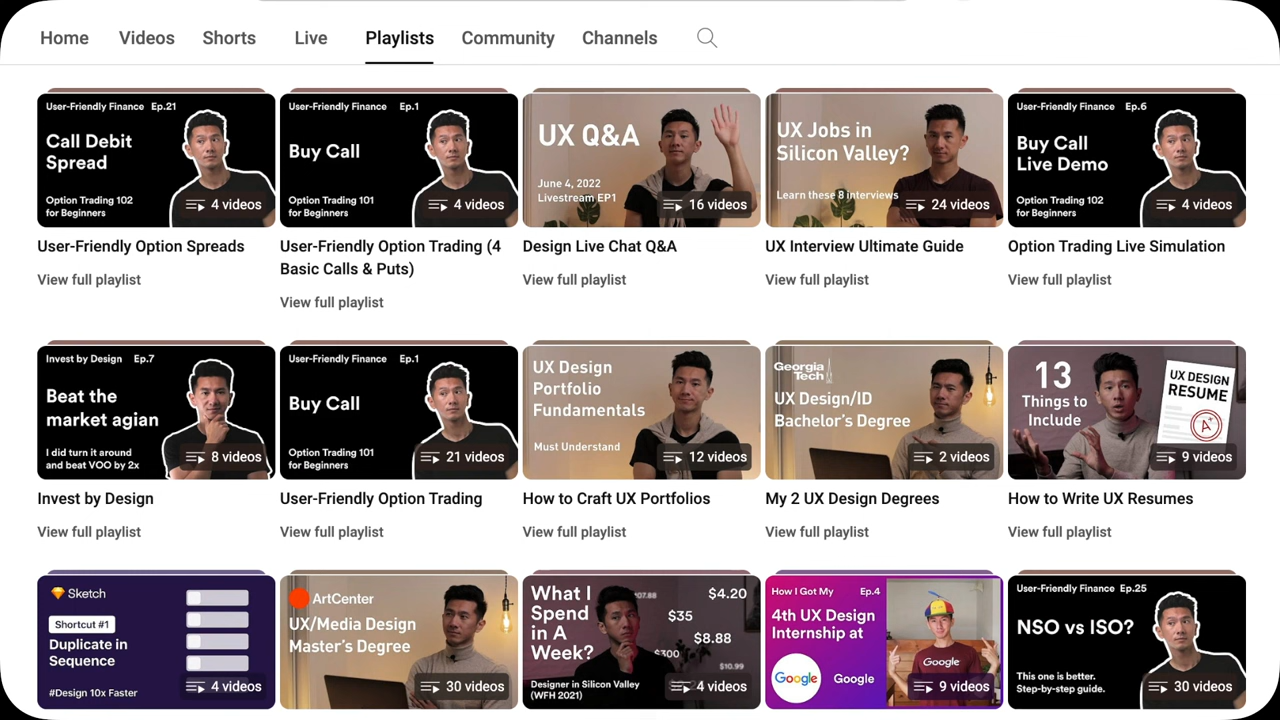 Home Videos Shorts Live Playlists Community Channels
User-Friendly Finance Ep.21
Call Debit
Spread
Option Trading 102
for Beginners
4 videos
User-Friendly Option Spreads
View full playlist
User-Friendly Finance Ep.1
Buy Call
Option Trading 101
for Beginners
4 videos
User-Friendly Option Trading (4
Basic Calls & Puts)
View full playlist
UX Q&A
June 4, 2022
Livestream EP1
16 videos
Design Live Chat Q&A
View full playlist
UX Jobs in
Silicon Valley?
Learn these 8 interviews
24 videos
UX Interview Ultimate Guide
View full playlist
User-Friendly Finance Ep.6
Buy Call
Live Demo
Option Trading 102
for Beginners
4 videos
Option Trading Live Simulation
View full playlist
Invest by Design Ep.7
Beat the
market agian
I did turn it around
and beat VOO by 2x
8 videos
Invest by Design
View full playlist
User-Friendly Finance Ep.1
Buy Call
Option Trading 101
for Beginners
21 videos
User-Friendly Option Trading
View full playlist
UX Design
Portfolio
Fundamentals
Must Understand
12 videos
How to Craft UX Portfolios
View full playlist
Georgia
Tech
UX Design/ID
Bachelor's Degree
2 videos
My 2 UX Design Degrees
View full playlist
13
Things to
Include
UX DESIGN
RESUME
A+
9 videos
How to Write UX Resumes
View full playlist
Sketch
Shortcut #1
Duplicate in
Sequence
#Design 10x Faster
4 videos
ArtCenter
UX/Media Design
Master's Degree
30 videos
What I
Spend
in A
Week?
$4.20
$35
$8.88
$300
$10.99
Designer in Silicon Valley
(WFH 2021)
4 videos
How I Got My Ep.4
4th UX Design
Internship at
Google Google
Google
9 videos
User-Friendly Finance Ep.25
NSO vs ISO?
This one is better.
Step-by-step guide.
30 videos